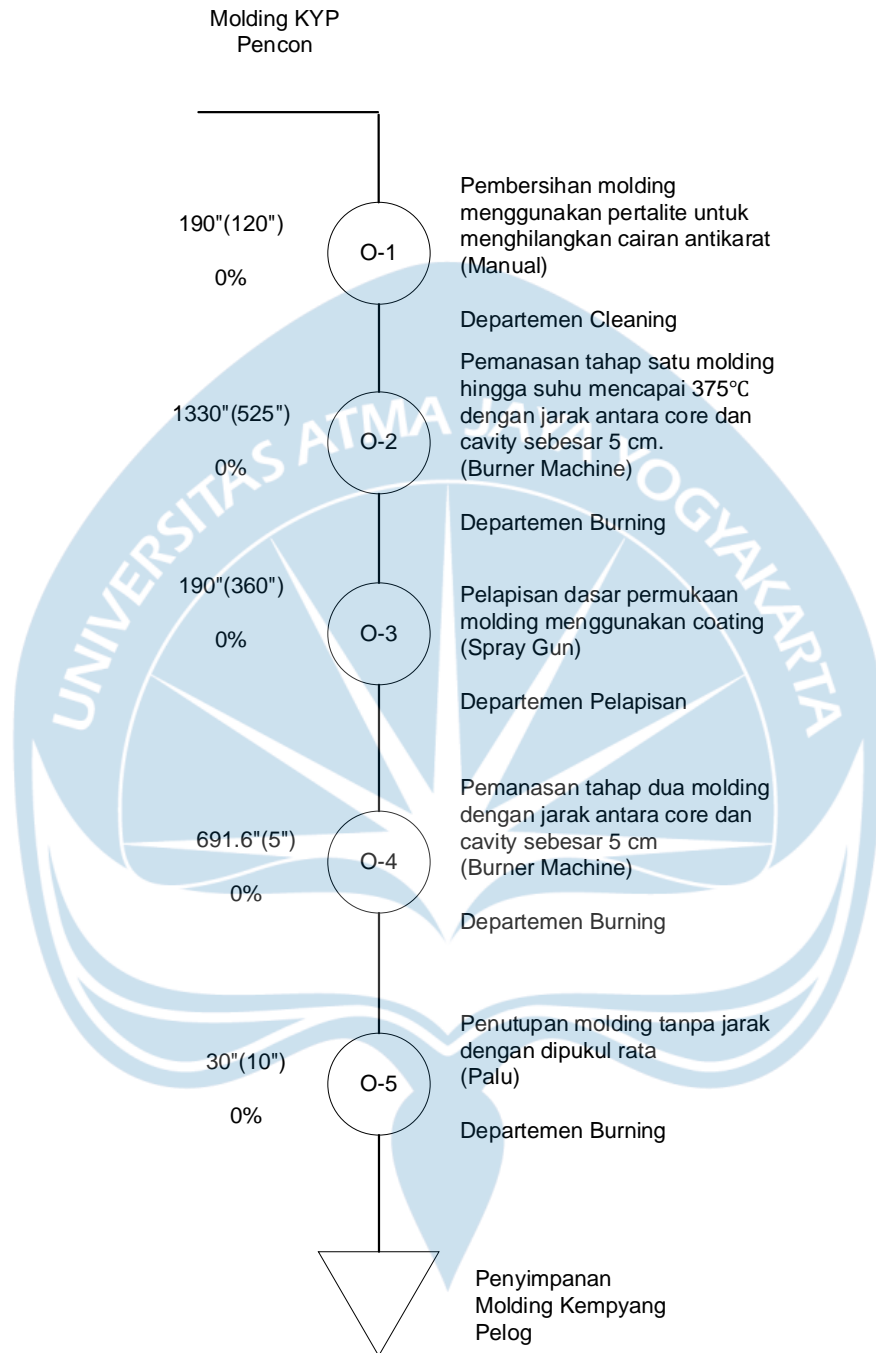 Molding KYP
Pencon
190"(120")
0%
O-1
Pembersihan molding
menggunakan pertalite untuk
menghilangkan cairan antikarat
(Manual)
Departemen Cleaning
1330"(525")
0%
O-2
Pemanasan tahap satu molding
hingga suhu mencapai 375℃
dengan jarak antara core dan
cavity sebesar 5 cm.
(Burner Machine)
Departemen Burning
190"(360")
0%
O-3
Pelapisan dasar permukaan
molding menggunakan coating
(Spray Gun)
Departemen Pelapisan
691.6"(5")
0%
O-4
Pemanasan tahap dua molding
dengan jarak antara core dan
cavity sebesar 5 cm
(Burner Machine)
Departemen Burning
30"(10")
0%
O-5
Penutupan molding tanpa jarak
dengan dipukul rata
(Palu)
Departemen Burning
Penyimpanan
Molding Kempyang
Pelog
UNIVERSITAS ATMA JAYA YOGYAKARTA